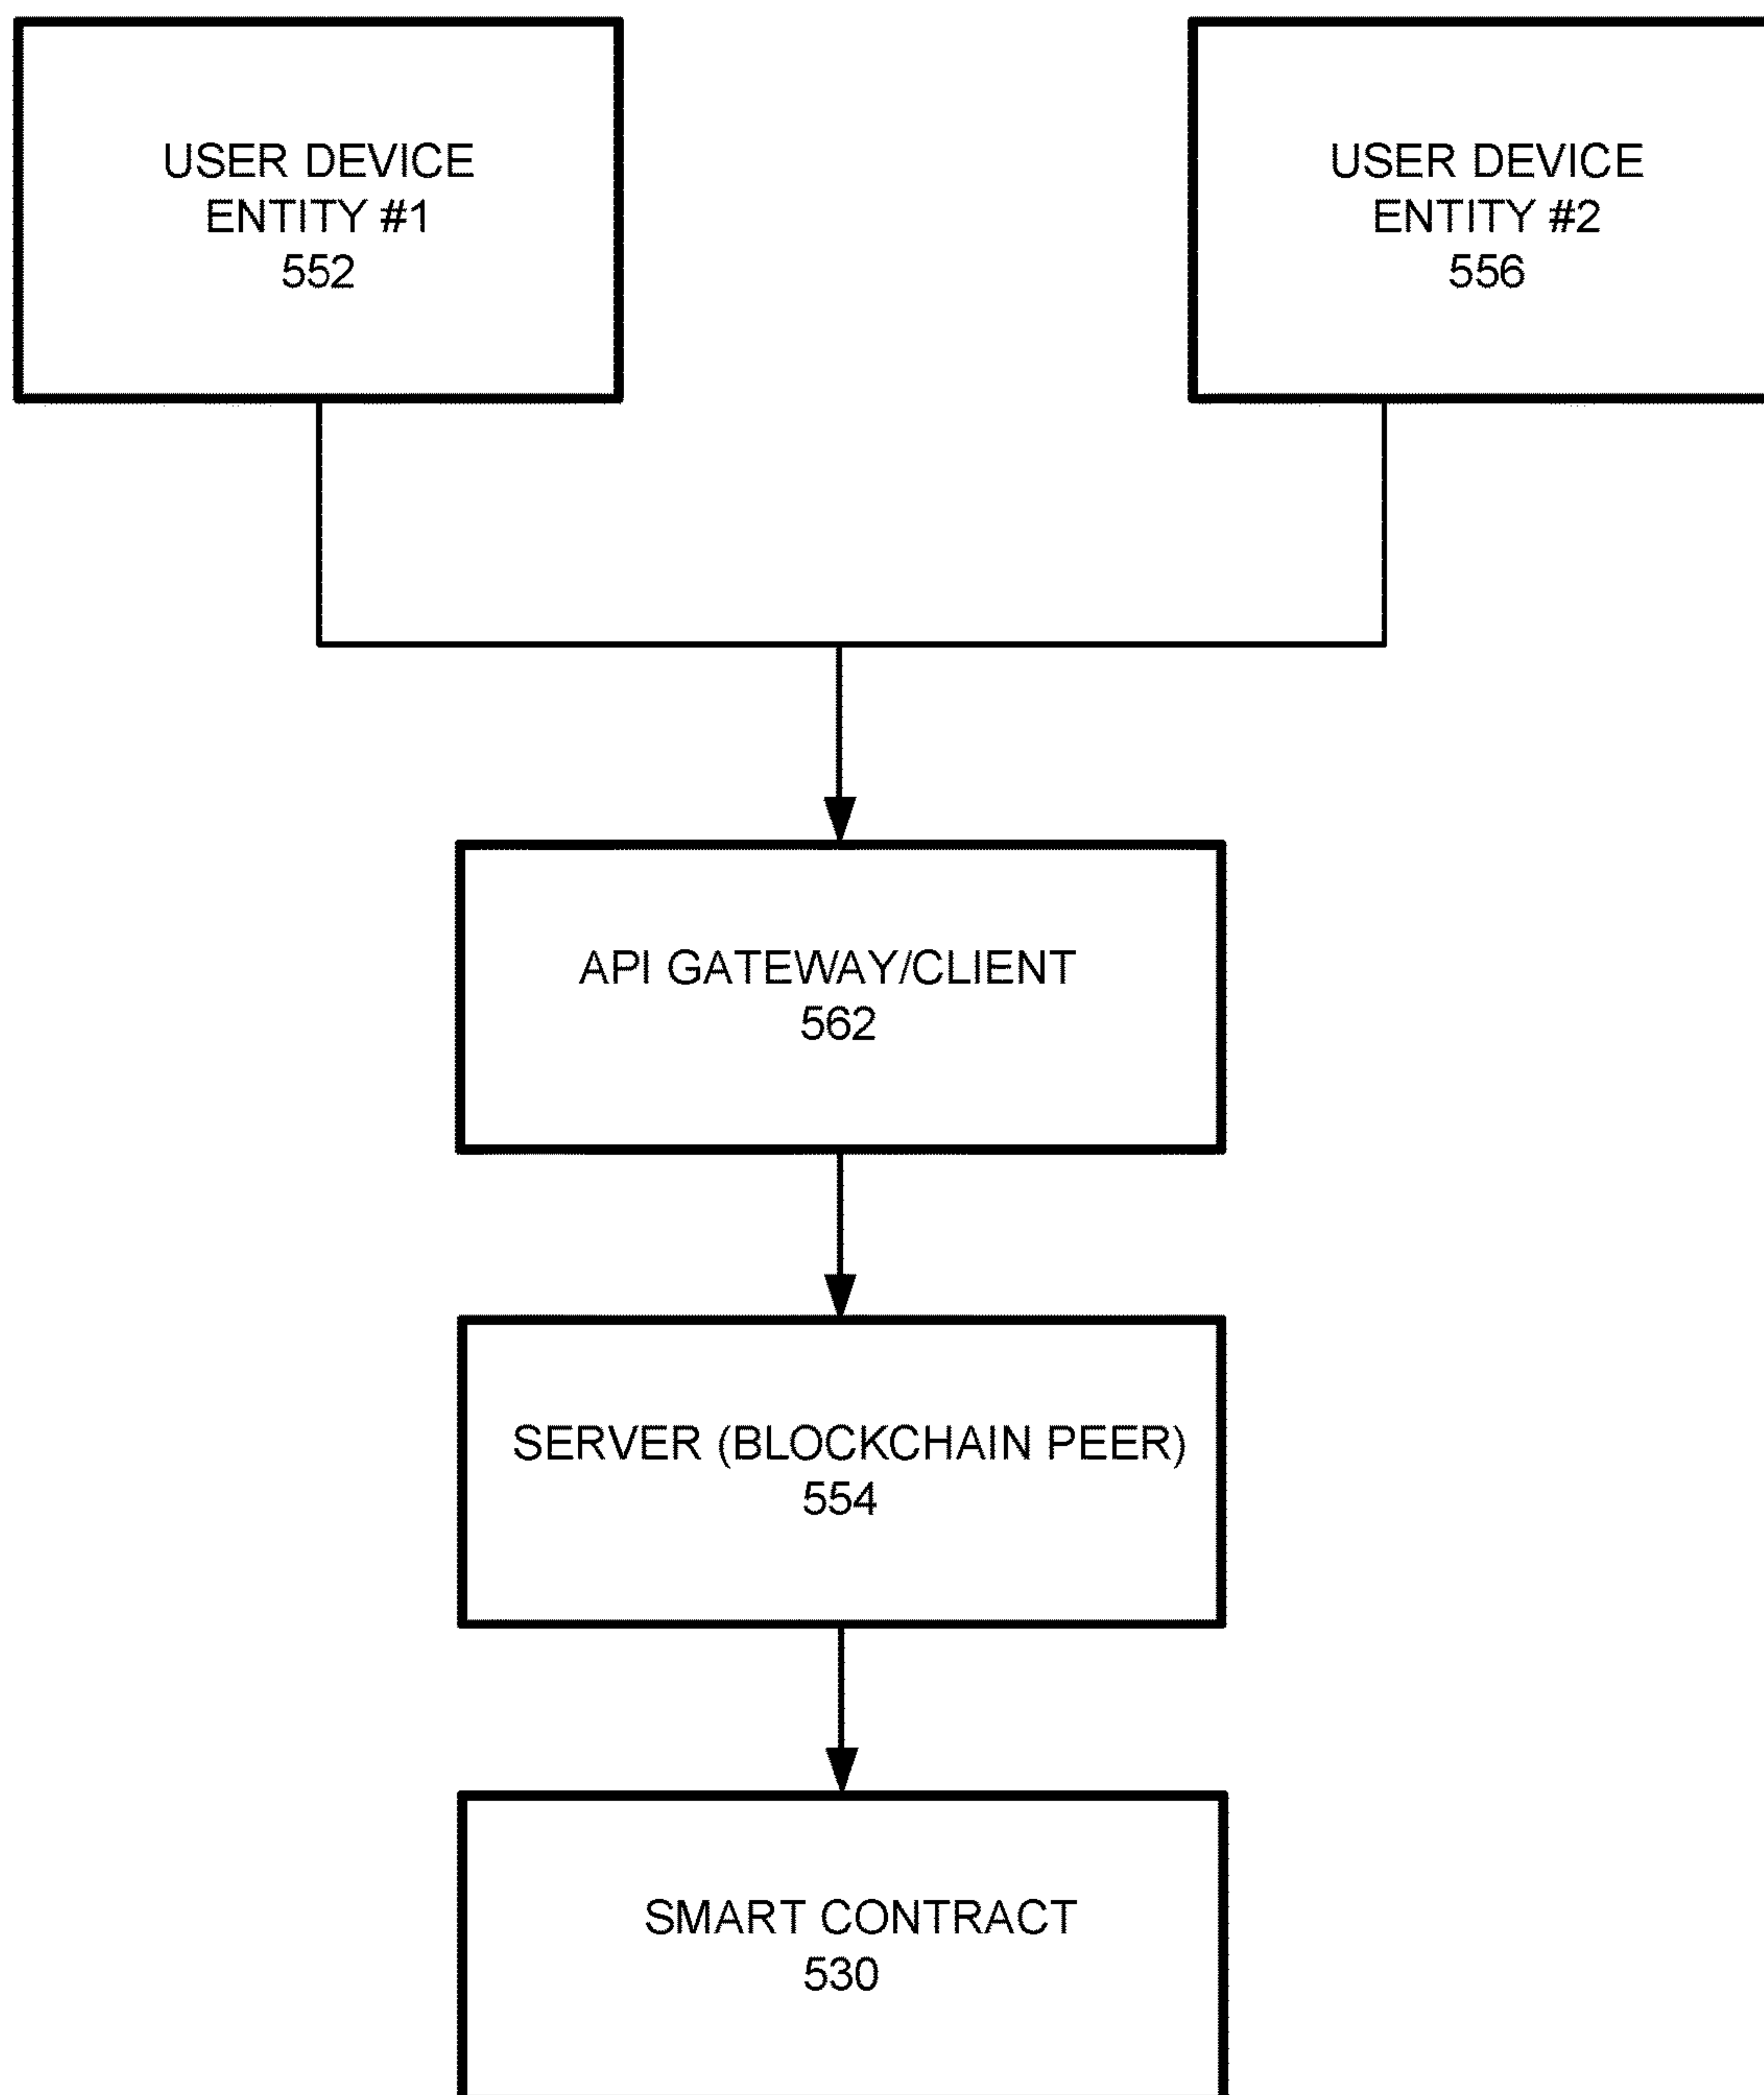 USER DEVICE
ENTITY #1
552
USER DEVICE
ENTITY #2
556
API GATEWAY/CLIENT
562
SERVER (BLOCKCHAIN PEER)
554
SMART CONTRACT
530